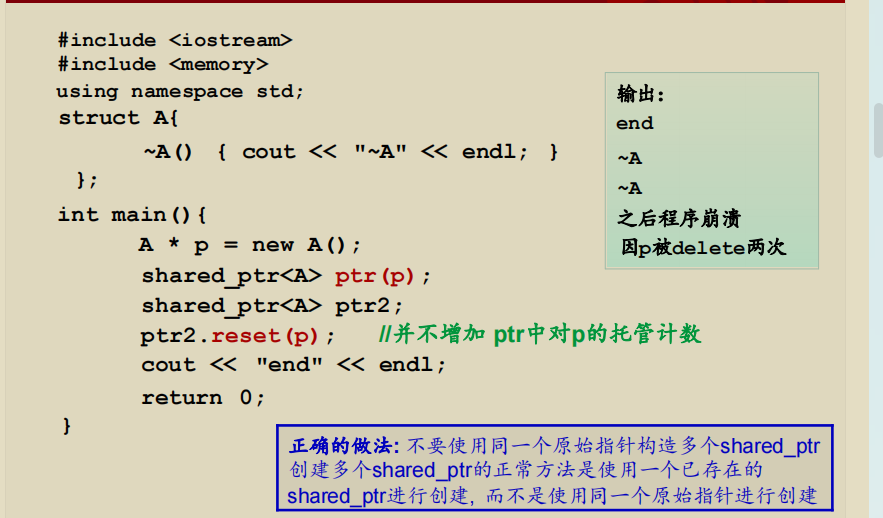 #include <iostream>
#include <memory>
using namespace std;
struct A{
~A() { cout << "~A" << endl; }
};
int main(){
A * p = new A();
shared_ptr<A> ptr(p);
shared_ptr<A> ptr2;
ptr2.reset(p); //并不增加 ptr中对p的托管计数
cout << "end" << endl;
return 0;
}
输出:
end
~A
~A
之后程序崩溃
因p被delete两次
正确的做法: 不要使用同一个原始指针构造多个shared_ptr
创建多个shared_ptr的正常方法是使用一个已存在的
shared_ptr进行创建, 而不是使用同一个原始指针进行创建